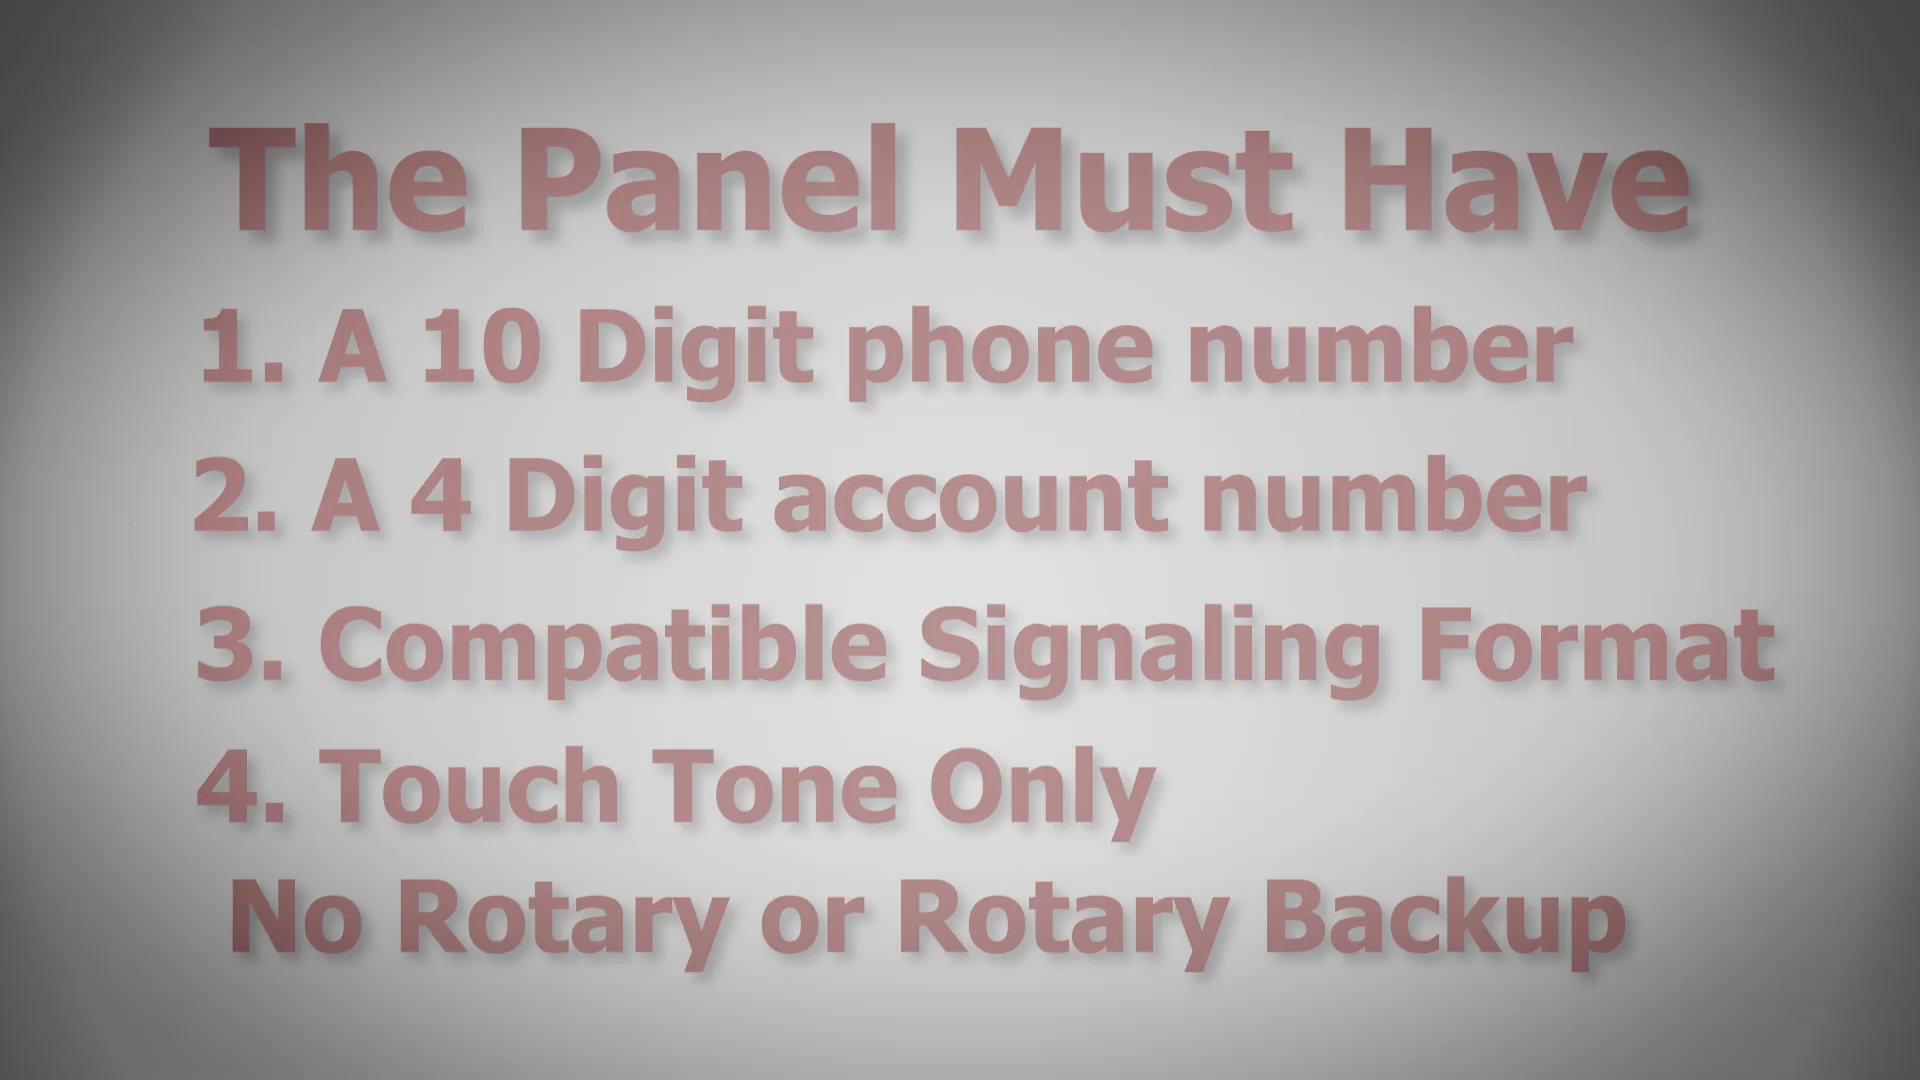 The Panel Must Have
1. A 10 Digit phone number
2. A 4 Digit account number
3. Compatible Signaling Format
4. Touch Tone Only
No Rotary or Rotary Backup